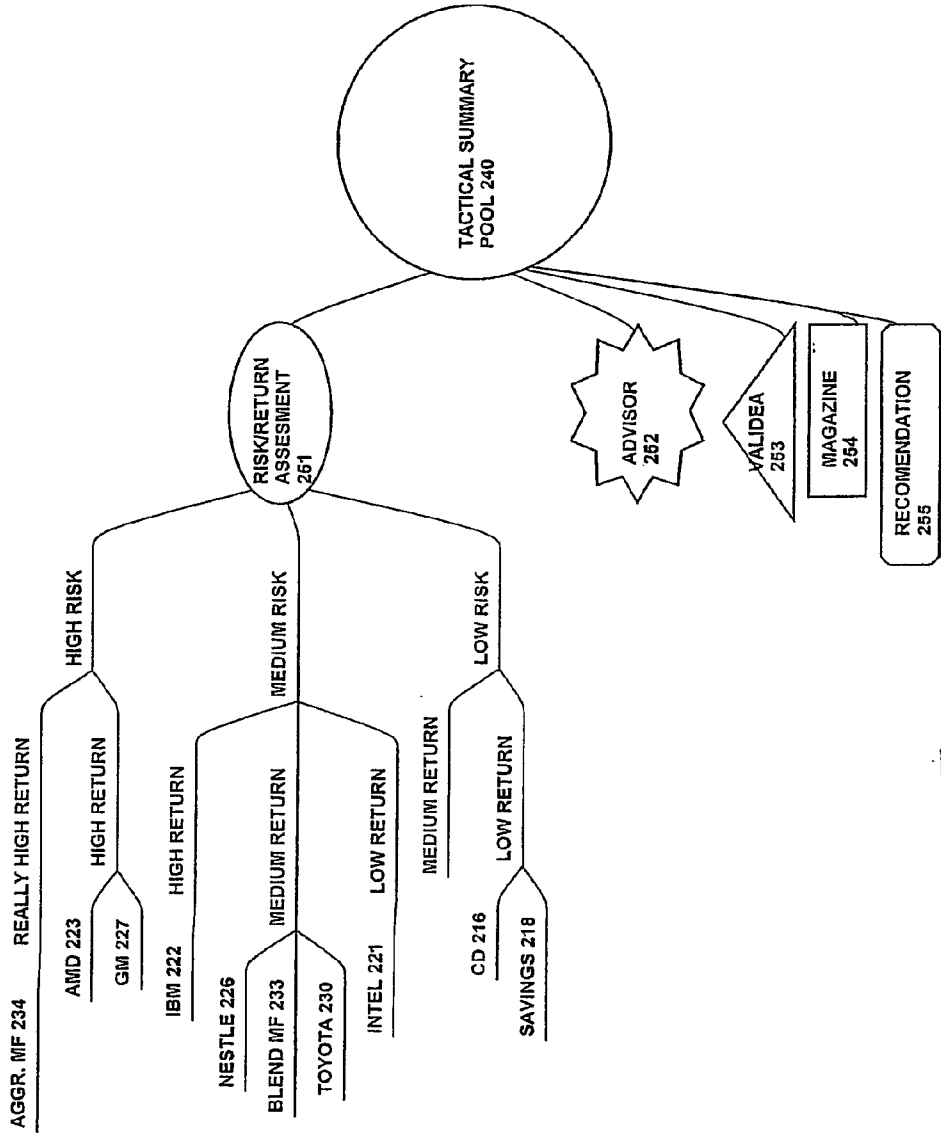 AGGR. MF 234
REALLY HIGH RETURN
HIGH RISK
AMD 223
HIGH RETURN
GM 227
IBM 222
HIGH RETURN
NESTLE 226
BLEND MF 233
MEDIUM RETURN
MEDIUM RISK
TOYOTA 230
INTEL 221
LOW RETURN
MEDIUM RETURN
LOW RISK
CD 216
LOW RETURN
SAVINGS 218
RISK/RETURN
ASSESMENT
251
TACTICAL SUMMARY
POOL 240
ADVISOR
252
VALIDEA
253
MAGAZINE
254
RECOMENDATION
255